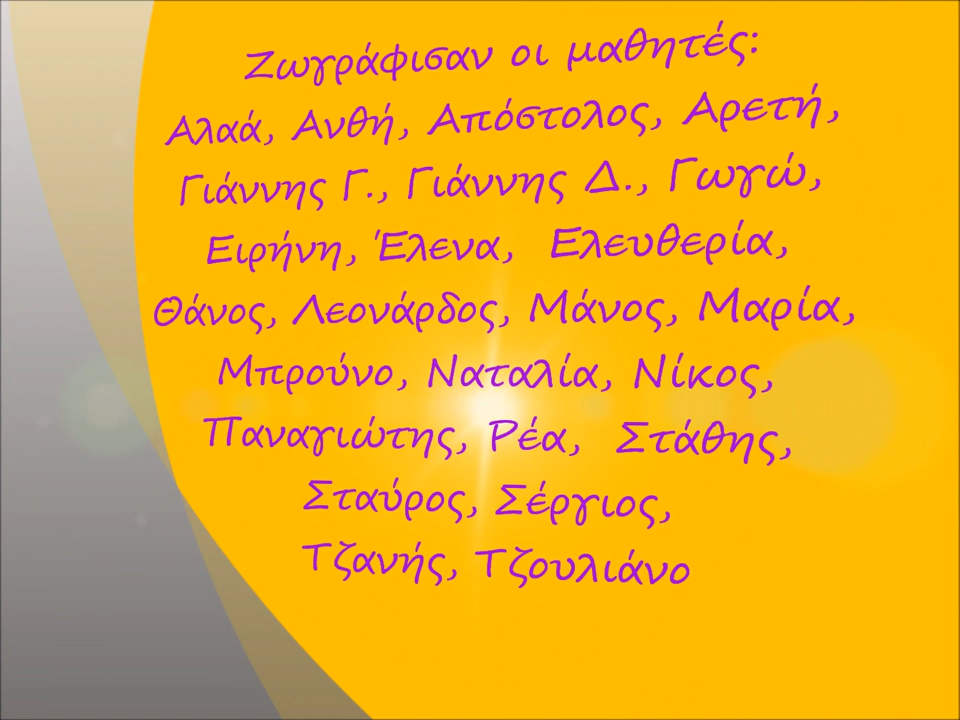 Ζωγράφισαν οι μαθητές:
Αλαά, Ανθή, Απόστολος, Αρετή,
Γιάννης Γ., Γιάννης Δ., Γωγώ,
Ειρήνη, Έλενα, Ελευθερία,
Θάνος, Λεονάρδος, Μάνος, Μαρία,
Μπρούνο, Ναταλία, Νίκος,
Παναγιώτης, Ρέα, Στάθης,
Σταύρος, Σέργιος,
Τζανής, Τζουλιάνο